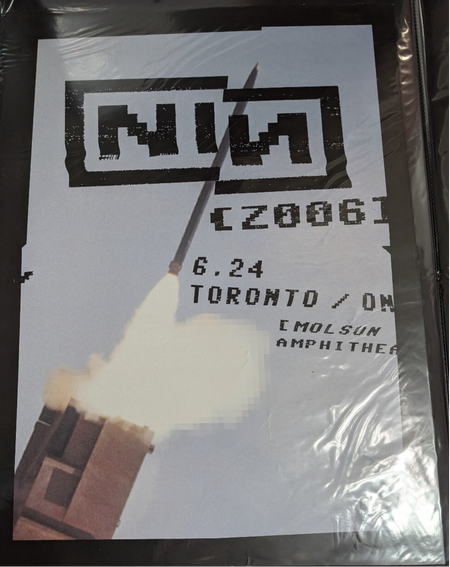 NIN
[2006]
6.24
TORONTO / ON
[MOLSON
AMPHITHEA